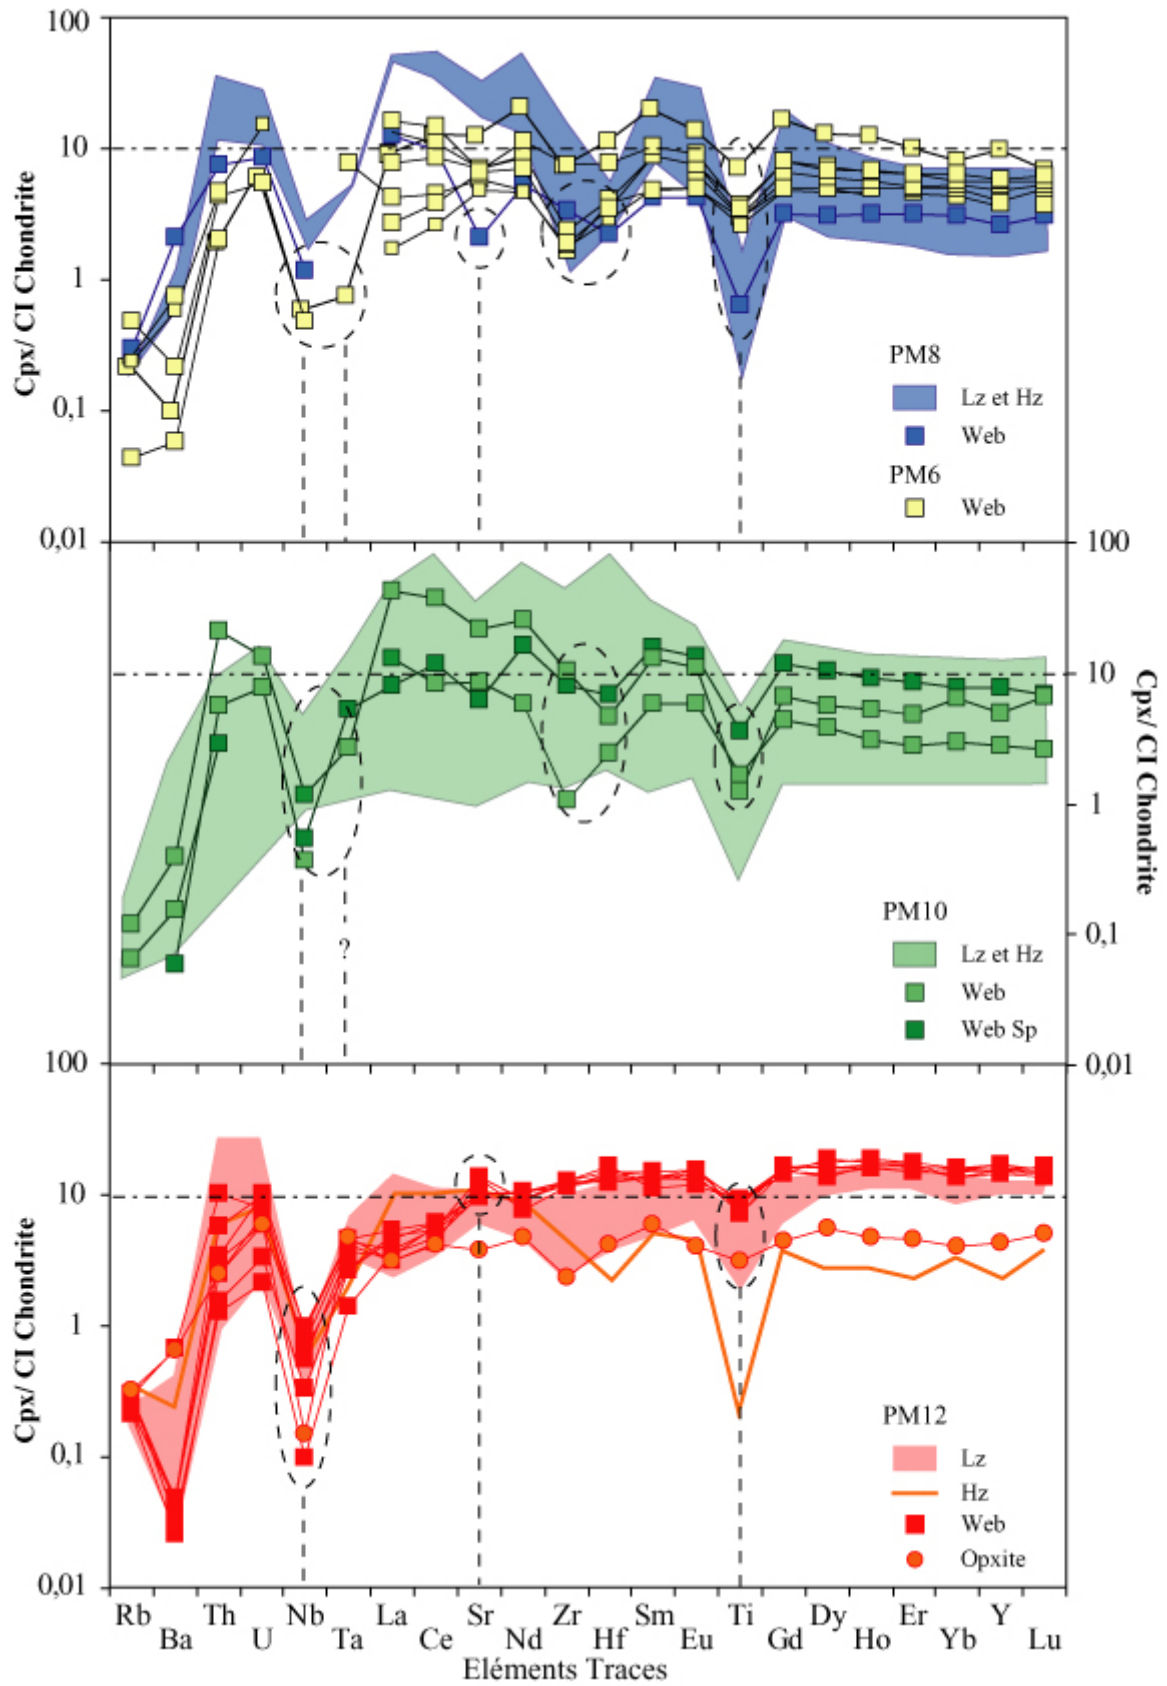 100
10
1
0,1
0,01
Cpx/ CI Chondrite
PM8
Lz et Hz
Web
PM6
Web
100
10
1
0,1
0,01
Cpx/ CI Chondrite
?
PM10
Lz et Hz
Web
Web Sp
100
10
1
0,1
0,01
Cpx/ CI Chondrite
PM12
Lz
Hz
Web
Opxite
Rb Th Nb La Sr Zr Sm Ti Dy Er Y
Ba U Ta Ce Nd Hf Eu Gd Ho Yb Lu
Eléments Traces